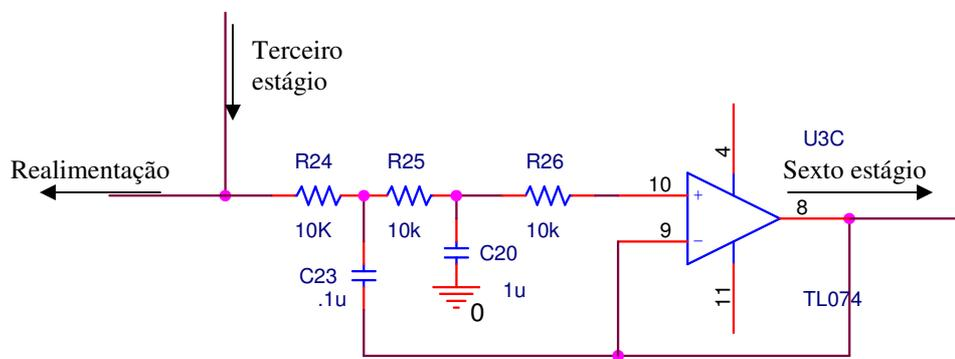 Terceiro
estágio
Realimentação
R24
R25
R26
U3C
Sexto estágio
4
10
8
9
10K
10k
10k
C23
.1u
C20
1u
0
11
TL074